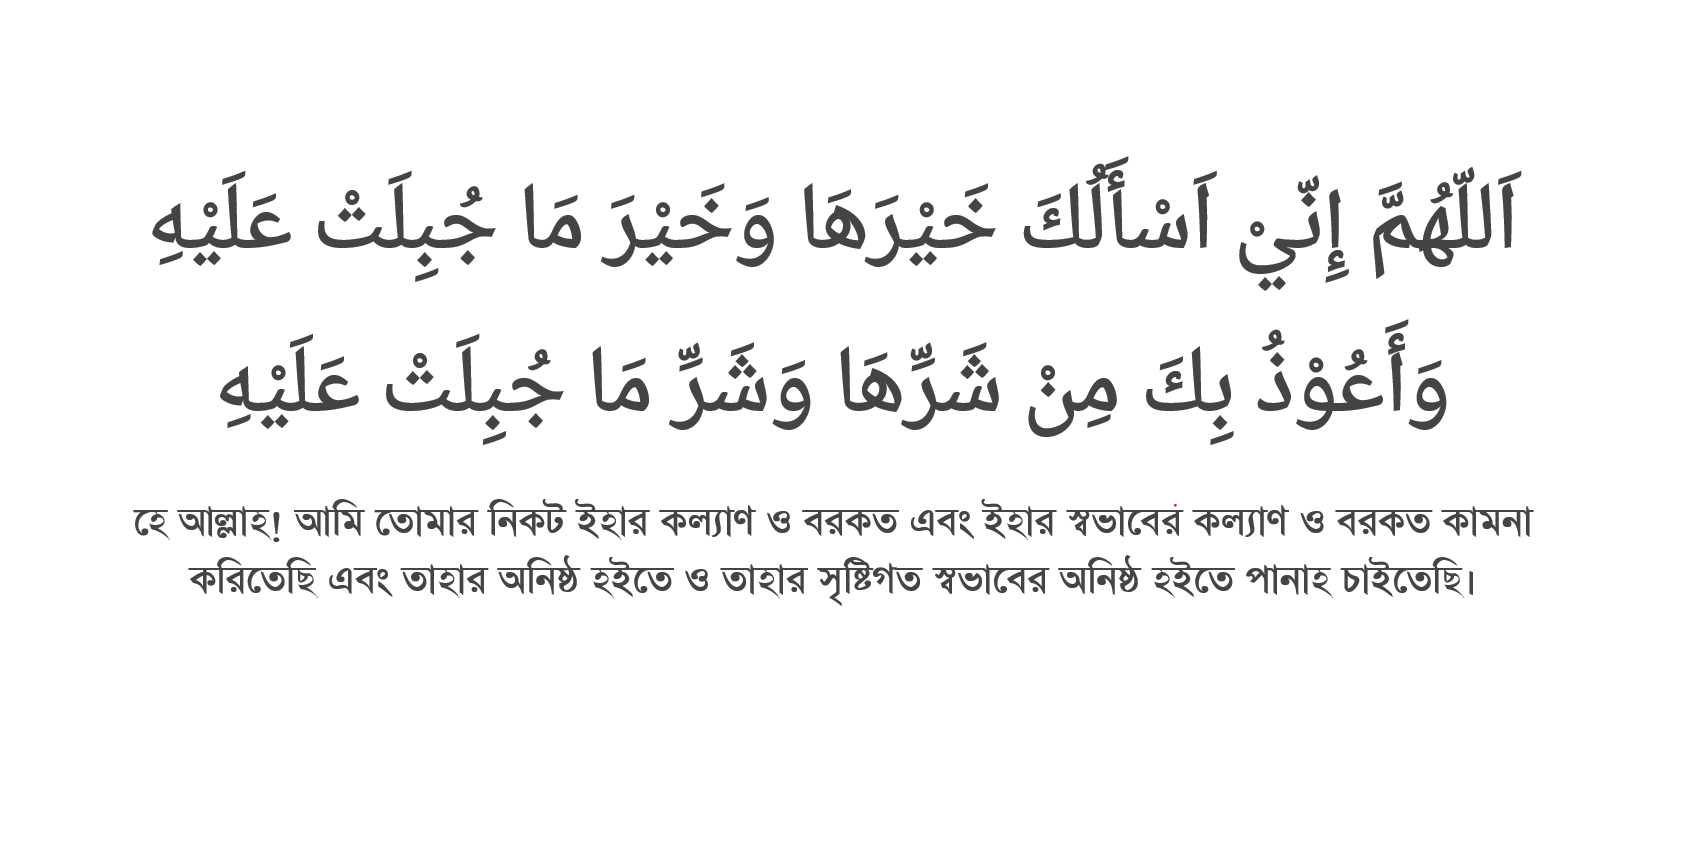 اَللّهُمَّ إِنّيْ اَسْأَلُكَ خَيْرَهَا وَخَيْرَ مَا جُبِلَتْ عَلَيْهِ
وَأَعُوْذُ بِكَ مِنْ شَرِّهَا وَشَرِّ مَا جُبِلَتْ عَلَيْهِ
হে আল্লাহ! আমি তোমার নিকট ইহার কল্যাণ ও বরকত এবং ইহার স্বভাবের কল্যাণ ও বরকত কামনা
করিতেছি এবং তাহার অনিষ্ঠ হইতে ও তাহার সৃষ্টিগত স্বভাবের অনিষ্ঠ হইতে পানাহ চাইতেছি।